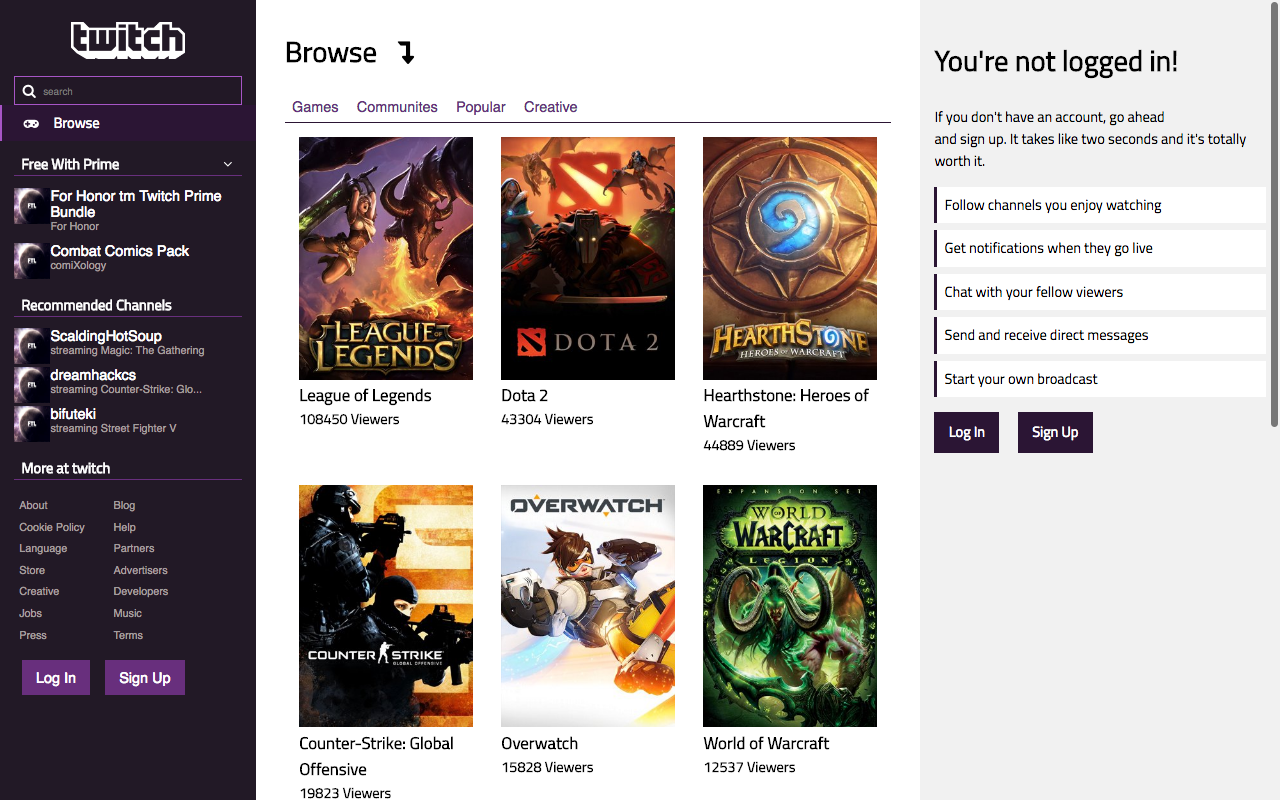 twitch
search
Browse
Free With Prime
For Honor tm Twitch Prime
Bundle
For Honor
Combat Comics Pack
comiXology
Recommended Channels
ScaldingHotSoup
streaming Magic: The Gathering
dreamhackcs
streaming Counter-Strike: Glo...
bifuteki
streaming Street Fighter V
More at twitch
About Blog
Cookie Policy Help
Language Partners
Store Advertisers
Creative Developers
Jobs Music
Press Terms
Log In Sign Up
Browse
Games Communites Popular Creative
LEAGUE OF
LEGENDS
DOTA 2
HEARTHSTONE
HEROES OF WARCRAFT
League of Legends
108450 Viewers
Dota 2
43304 Viewers
Hearthstone: Heroes of
Warcraft
44889 Viewers
COUNTER STRIKE
GLOBAL OFFENSIVE
OVERWATCH
EXPANSION SET
WORLD
OF
WARCRAFT
LEGION
Counter-Strike: Global
Offensive
19823 Viewers
Overwatch
15828 Viewers
World of Warcraft
12537 Viewers
You're not logged in!
If you don't have an account, go ahead
and sign up. It takes like two seconds and it's totally
worth it.
Follow channels you enjoy watching
Get notifications when they go live
Chat with your fellow viewers
Send and receive direct messages
Start your own broadcast
Log In Sign Up